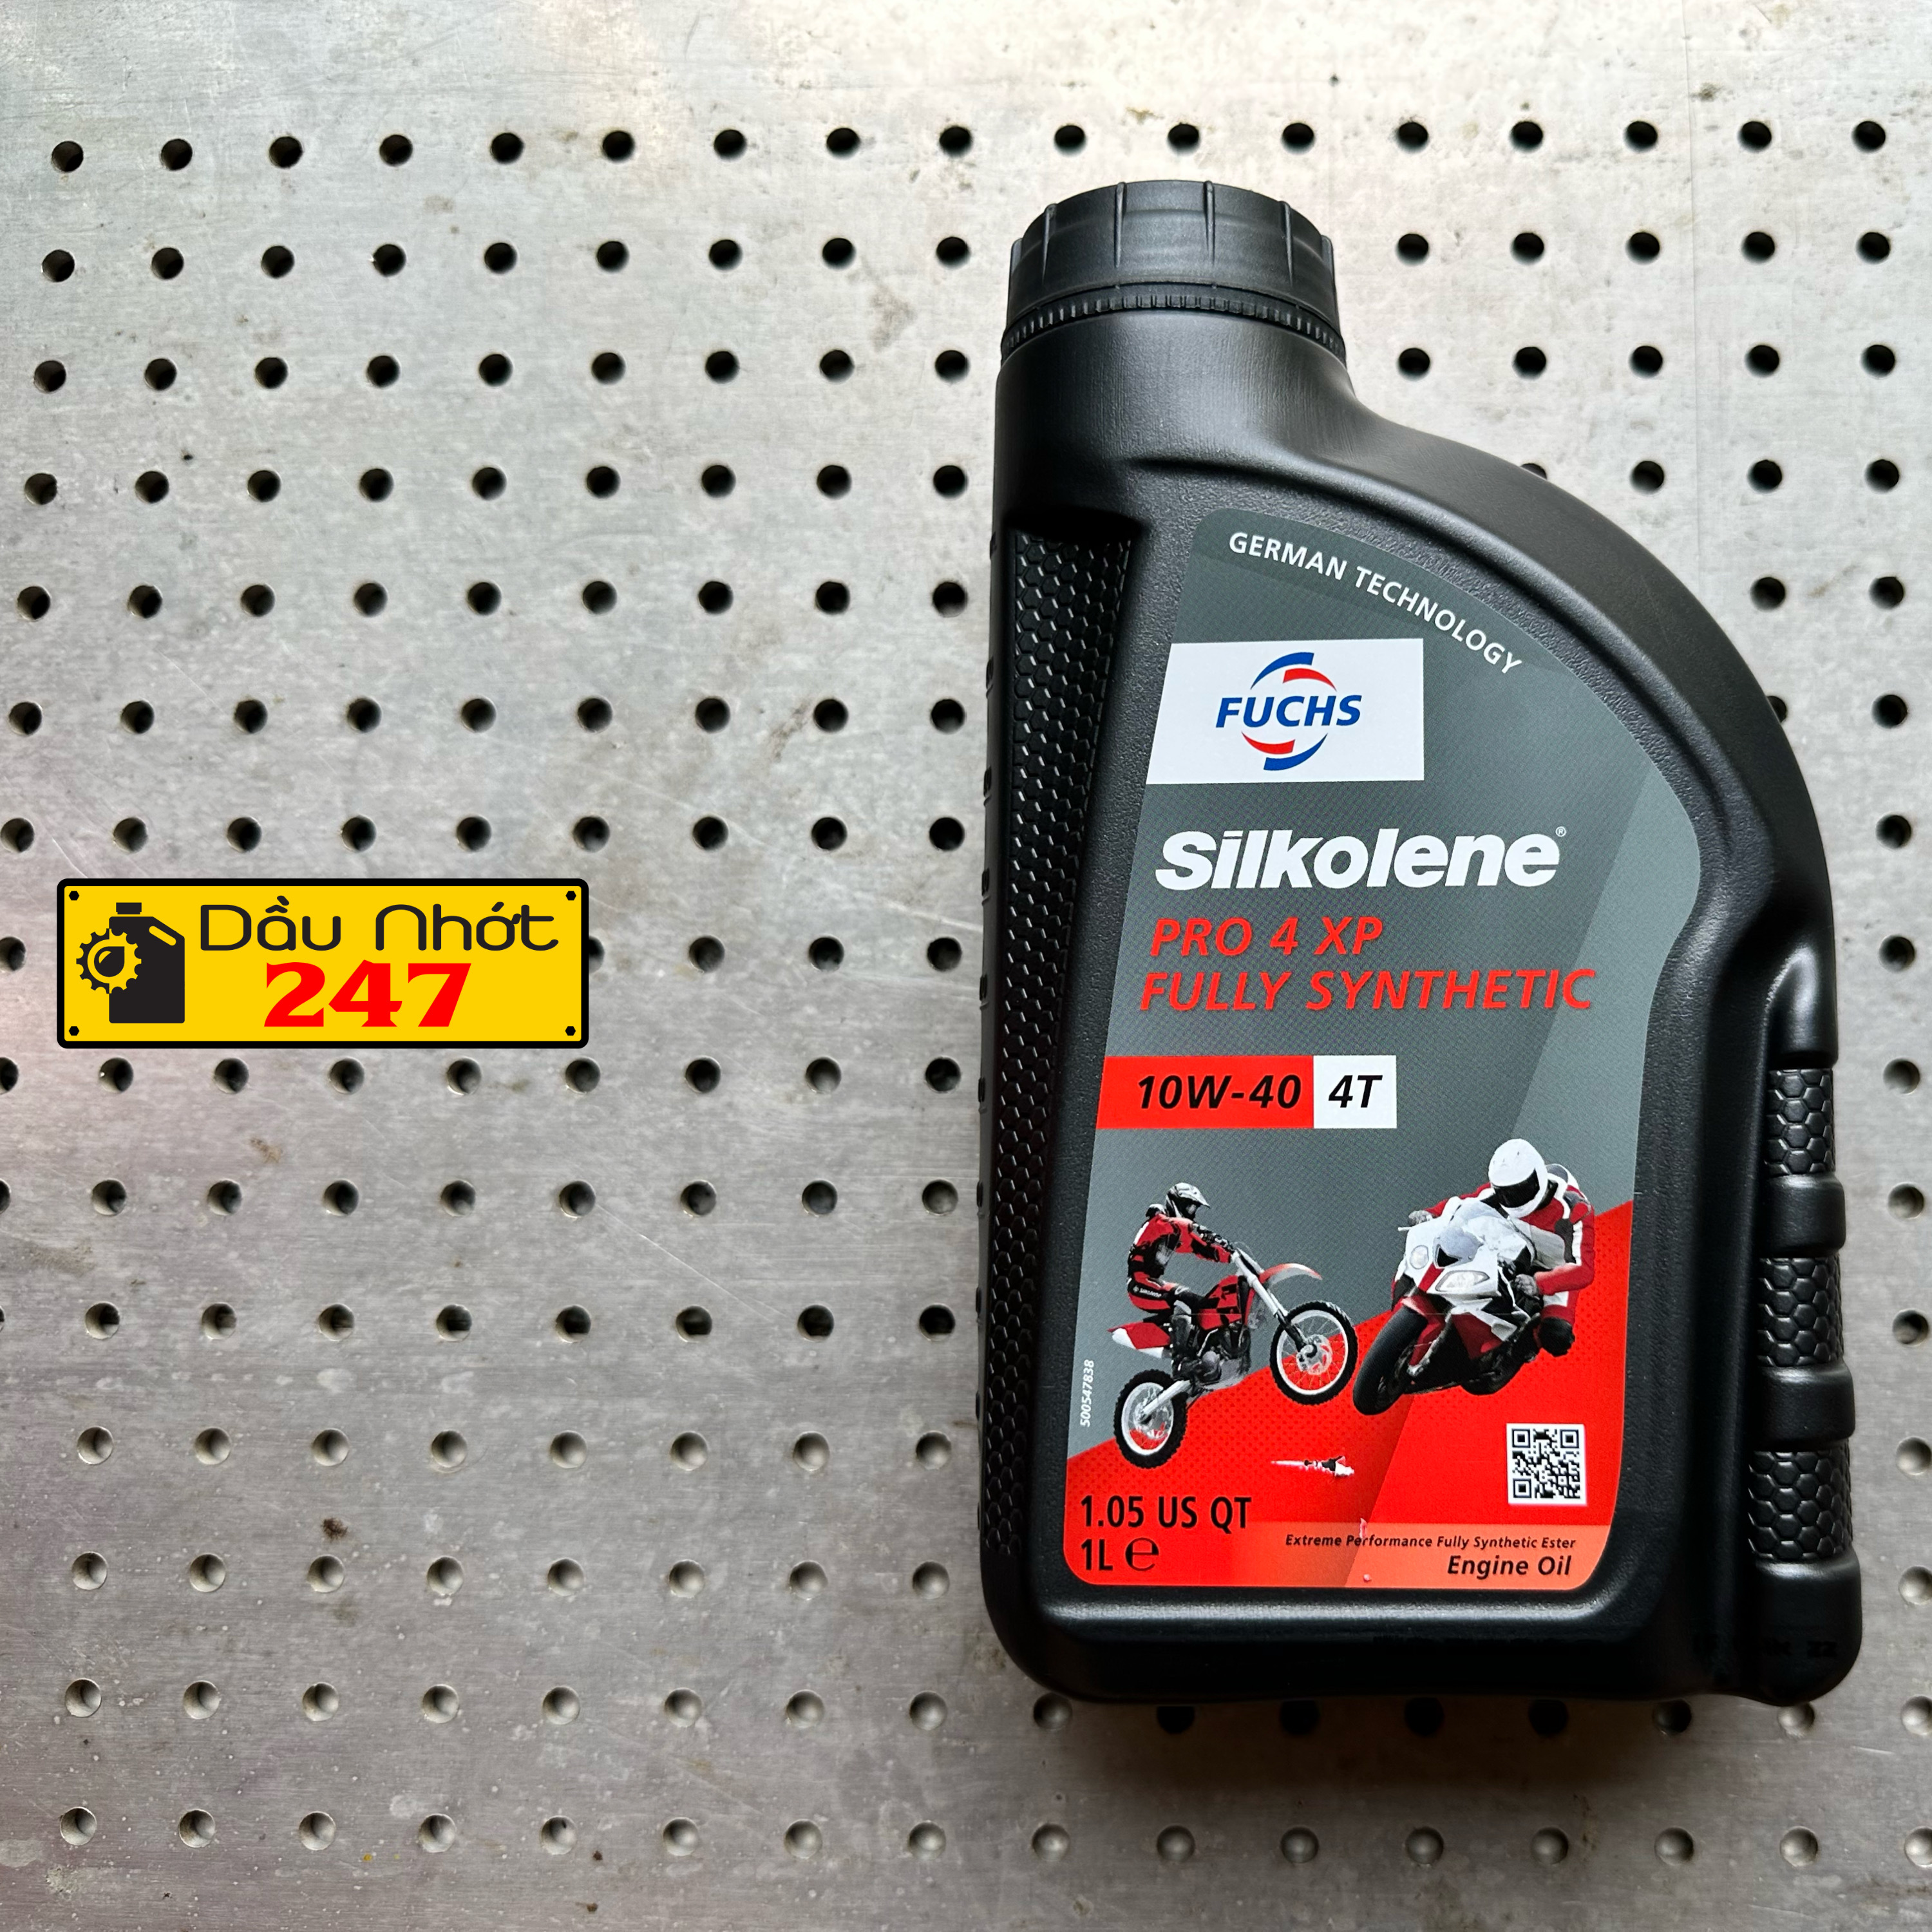 GERMAN TECHNOLOGY
FUCHS
Silkolene®
PRO 4 XP
FULLY SYNTHETIC
10W-40 4T
500547838
1.05 US QT
1L ℮
Extreme Performance Fully Synthetic Ester
Engine Oil
Dầu Nhớt
247